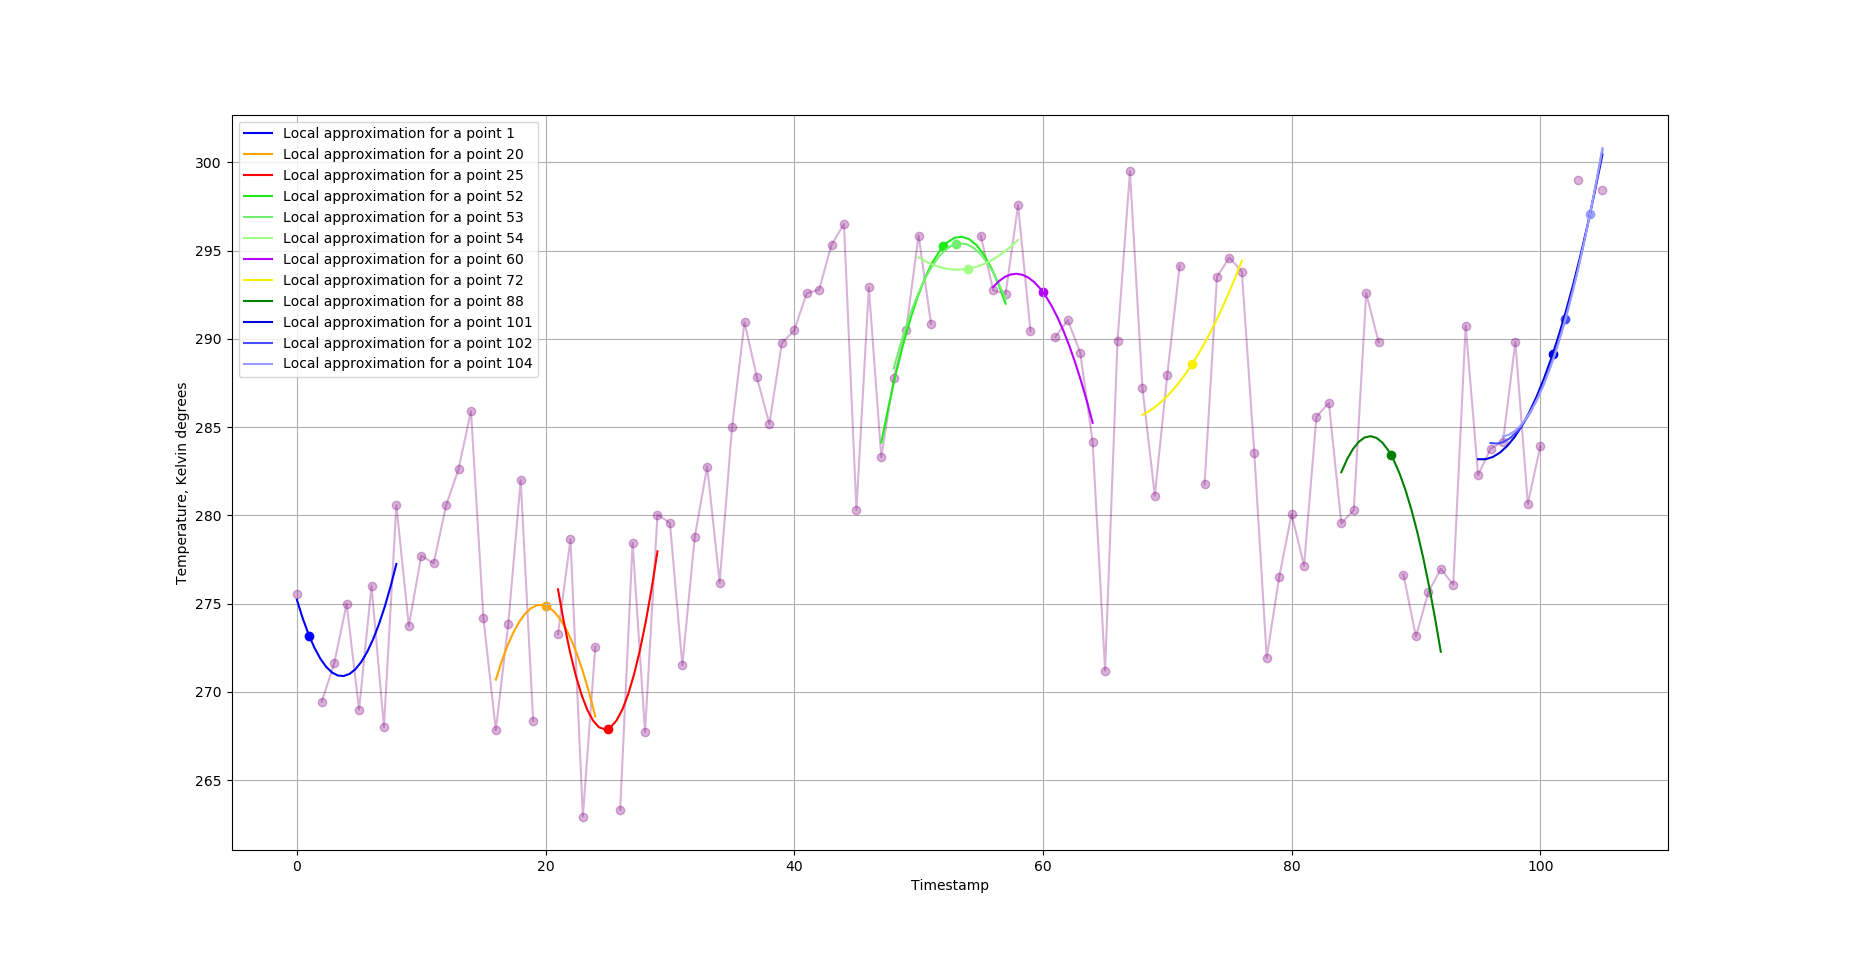 Local approximation for a point 1
Local approximation for a point 20
Local approximation for a point 25
Local approximation for a point 52
Local approximation for a point 53
Local approximation for a point 54
Local approximation for a point 60
Local approximation for a point 72
Local approximation for a point 88
Local approximation for a point 101
Local approximation for a point 102
Local approximation for a point 104
Temperature, Kelvin degrees
300
295
290
285
280
275
270
265
0 20 40 60 80 100
Timestamp